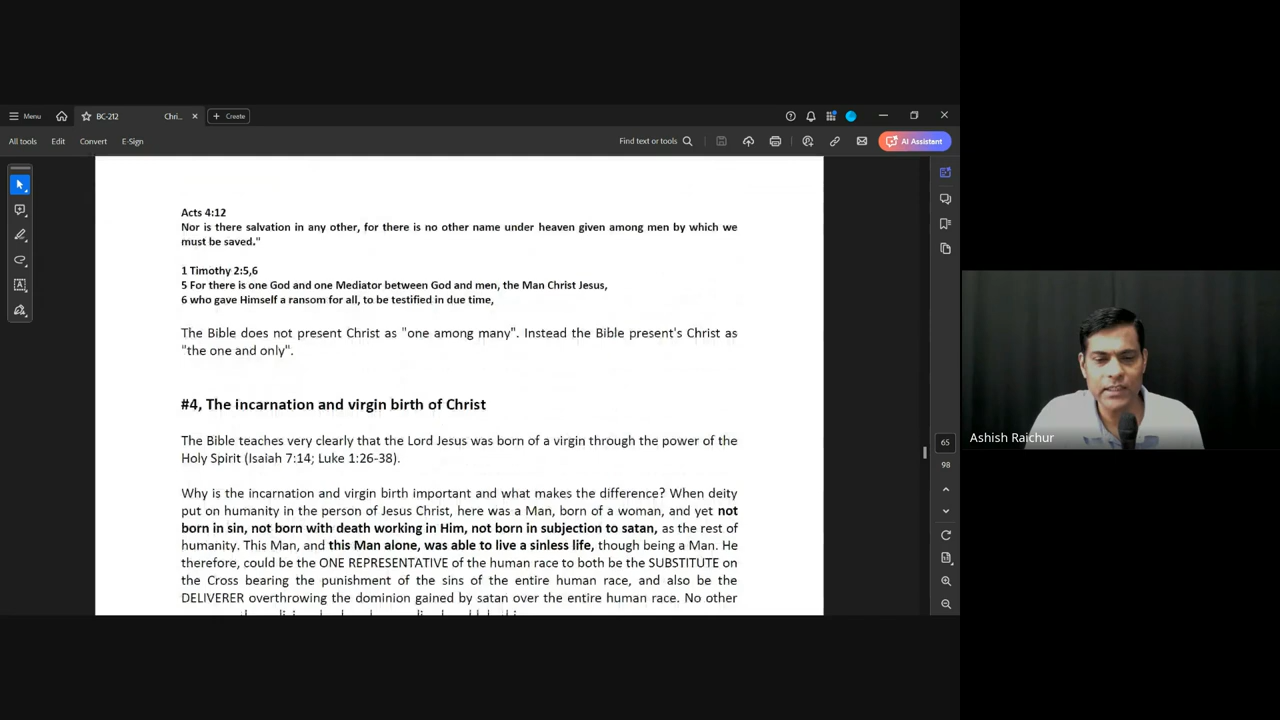 Menu
BC-212
Chri...
Create
All tools
Edit
Convert
E-Sign
Find text or tools
AI Assistant
Acts 4:12
Nor is there salvation in any other, for there is no other name under heaven given among men by which we
must be saved."
1 Timothy 2:5,6
5 For there is one God and one Mediator between God and men, the Man Christ Jesus,
6 who gave Himself a ransom for all, to be testified in due time,
The Bible does not present Christ as "one among many". Instead the Bible present's Christ as
"the one and only".
#4, The incarnation and virgin birth of Christ
The Bible teaches very clearly that the Lord Jesus was born of a virgin through the power of the
Holy Spirit (Isaiah 7:14; Luke 1:26-38).
Why is the incarnation and virgin birth important and what makes the difference? When deity
put on humanity in the person of Jesus Christ, here was a Man, born of a woman, and yet not
born in sin, not born with death working in Him, not born in subjection to satan, as the rest of
humanity. This Man, and this Man alone, was able to live a sinless life, though being a Man. He
therefore, could be the ONE REPRESENTATIVE of the human race to both be the SUBSTITUTE on
the Cross bearing the punishment of the sins of the entire human race, and also be the
DELIVERER overthrowing the dominion gained by satan over the entire human race. No other
65
98
Ashish Raichur